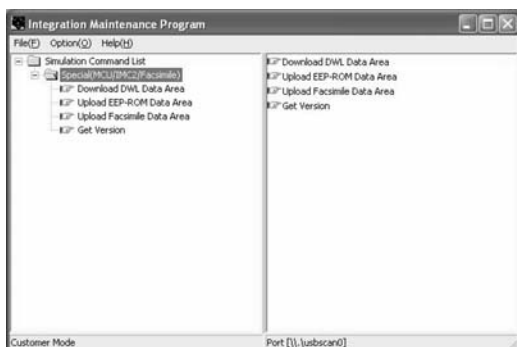 Integration Maintenance Program
File(F) Option(O) Help(H)
Simulation Command List
Special(MCU/IMC2/Facsimile)
Download DWL Data Area
Upload EEP-ROM Data Area
Upload Facsimile Data Area
Get Version
Download DWL Data Area
Upload EEP-ROM Data Area
Upload Facsimile Data Area
Get Version
Customer Mode
Port [\\.\usbscan0]